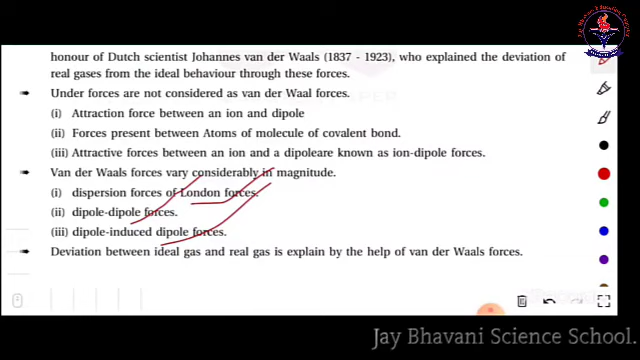 Jay Bhavani Education Campus
honour of Dutch scientist Johannes van der Waals (1837 - 1923), who explained the deviation of
real gases from the ideal behaviour through these forces.
Under forces are not considered as van der Waal forces.
(i) Attraction force between an ion and dipole
(ii) Forces present between Atoms of molecule of covalent bond.
(iii) Attractive forces between an ion and a dipoleare known as ion-dipole forces.
Van der Waals forces vary considerably in magnitude.
(i) dispersion forces of London forces.
(ii) dipole-dipole forces.
(iii) dipole-induced dipole forces.
Deviation between ideal gas and real gas is explain by the help of van der Waals forces.
Jay Bhavani Science School.